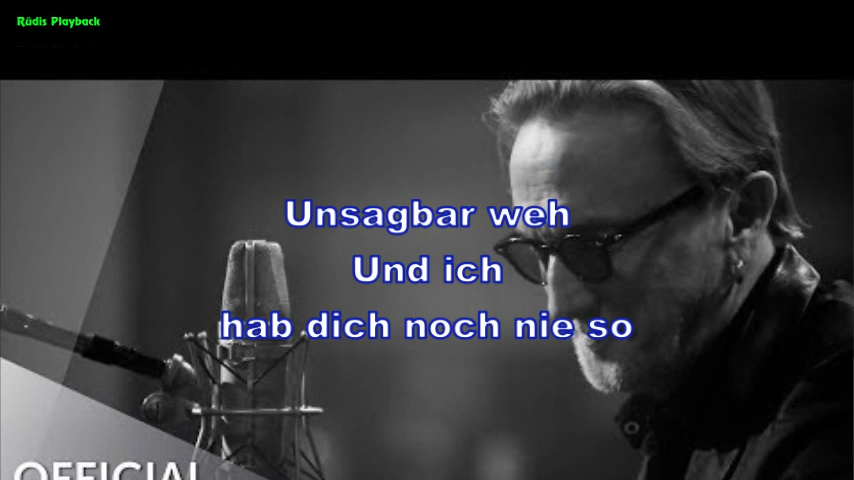 Rüdis Playback
Unsagbar weh
Und ich
hab dich noch nie so
OFFICIAL